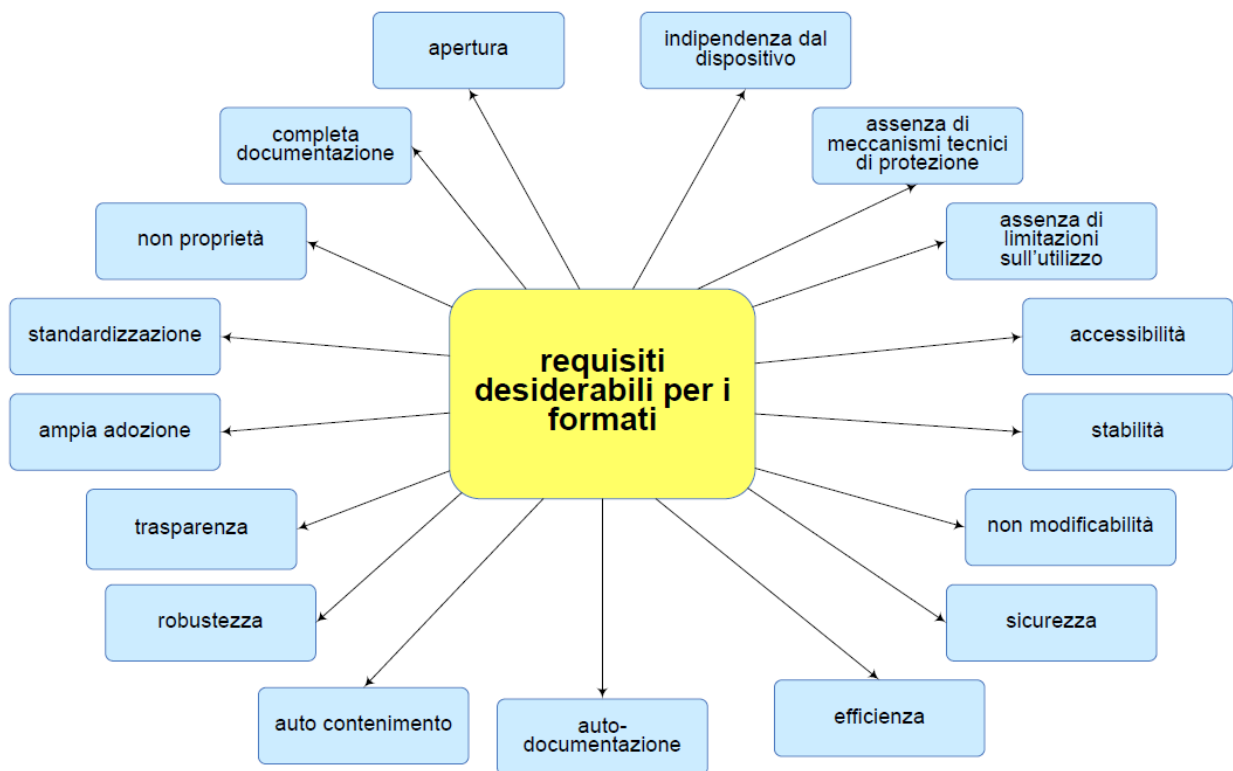 apertura
indipendenza dal
dispositivo
completa
documentazione
assenza di
meccanismi tecnici
di protezione
non proprietà
assenza di
limitazioni
sull'utilizzo
standardizzazione
requisiti
desiderabili per i
formati
accessibilità
ampia adozione
stabilità
trasparenza
non modificabilità
robustezza
sicurezza
auto contenimento
auto-
documentazione
efficienza